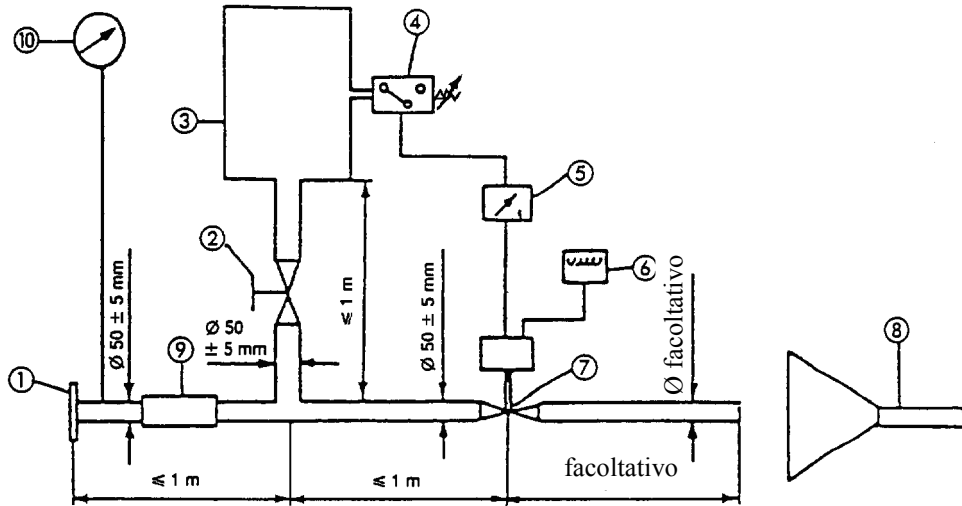 ⑩
④
③
⑤
②
⑥
Ø 50 ± 5 mm
≤ 1 m
Ø 50 ± 5 mm
Ø facoltativo
Ø 50
± 5 mm
⑦
⑧
①
⑨
facoltativo
≤ 1 m
≤ 1 m